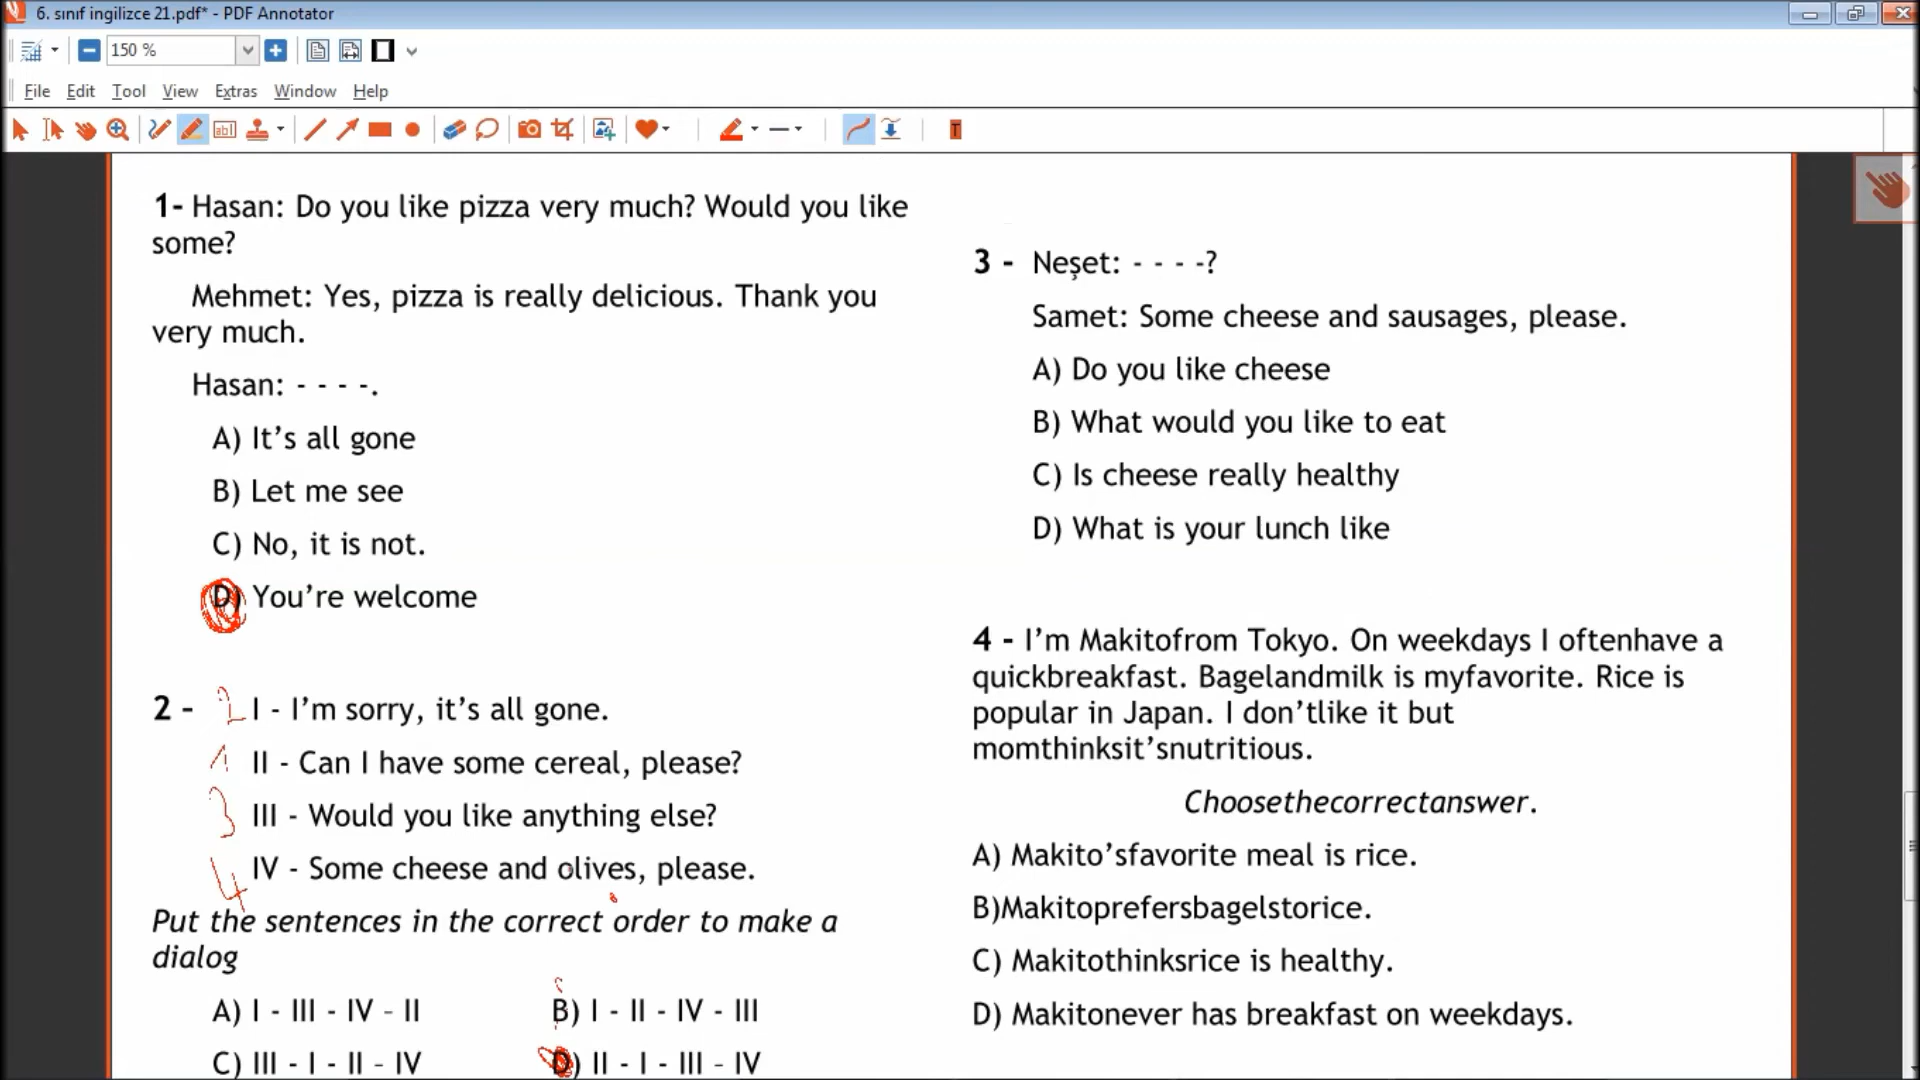 6. sınıf ingilizce 21.pdf* - PDF Annotator
150 %
File Edit Tool View Extras Window Help
1- Hasan: Do you like pizza very much? Would you like
some?
Mehmet: Yes, pizza is really delicious. Thank you
very much.
Hasan: - - - -.
A) It’s all gone
B) Let me see
C) No, it is not.
D) You’re welcome
2 - 2 I - I’m sorry, it’s all gone.
1 II - Can I have some cereal, please?
3 III - Would you like anything else?
4 IV - Some cheese and olives, please.
Put the sentences in the correct order to make a
dialog
A) I - III - IV - II B) I - II - IV - III
C) III - I - II - IV D) II - I - III - IV
3 - Neşet: - - - -?
Samet: Some cheese and sausages, please.
A) Do you like cheese
B) What would you like to eat
C) Is cheese really healthy
D) What is your lunch like
4 - I’m Makitofrom Tokyo. On weekdays I oftenhave a
quickbreakfast. Bagelandmilk is myfavorite. Rice is
popular in Japan. I don’tlike it but
momthinksit’snutritious.
Choosethecorrectanswer.
A) Makito’sfavorite meal is rice.
B)Makitoprefersbagelstorice.
C) Makitothinksrice is healthy.
D) Makitonever has breakfast on weekdays.